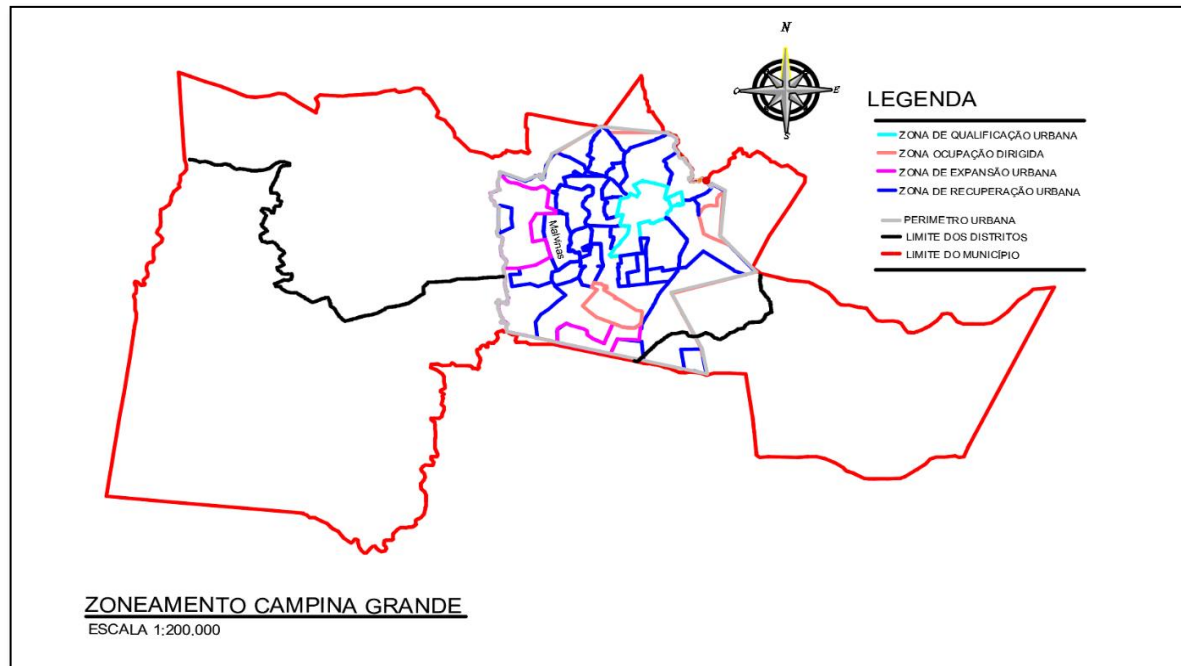 N
E
S
LEGENDA
ZONA DE QUALIFICAÇÃO URBANA
ZONA OCUPAÇÃO DIRIGIDA
ZONA DE EXPANSÃO URBANA
ZONA DE RECUPERAÇÃO URBANA
PERIMETRO URBANA
LIMITE DOS DISTRITOS
LIMITE DO MUNICÍPIO
Malvinas
ZONEAMENTO CAMPINA GRANDE
ESCALA 1:200.000